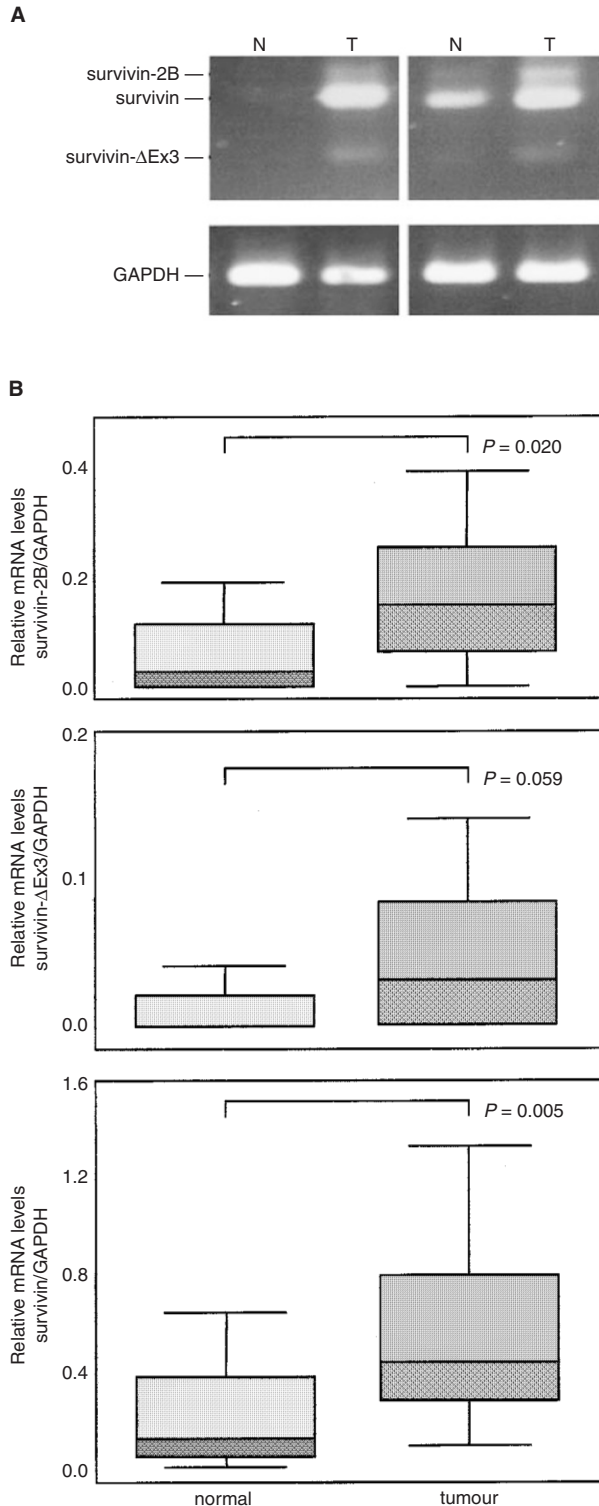 A
N T N T
survivin-2B
survivin
survivin-ΔEx3
GAPDH
B
Relative mRNA levels
survivin-2B/GAPDH
0.4
0.2
0.0
P = 0.020
Relative mRNA levels
survivin-ΔEx3/GAPDH
0.2
0.1
0.0
P = 0.059
Relative mRNA levels
survivin/GAPDH
1.6
1.2
0.8
0.4
0.0
P = 0.005
normal tumour